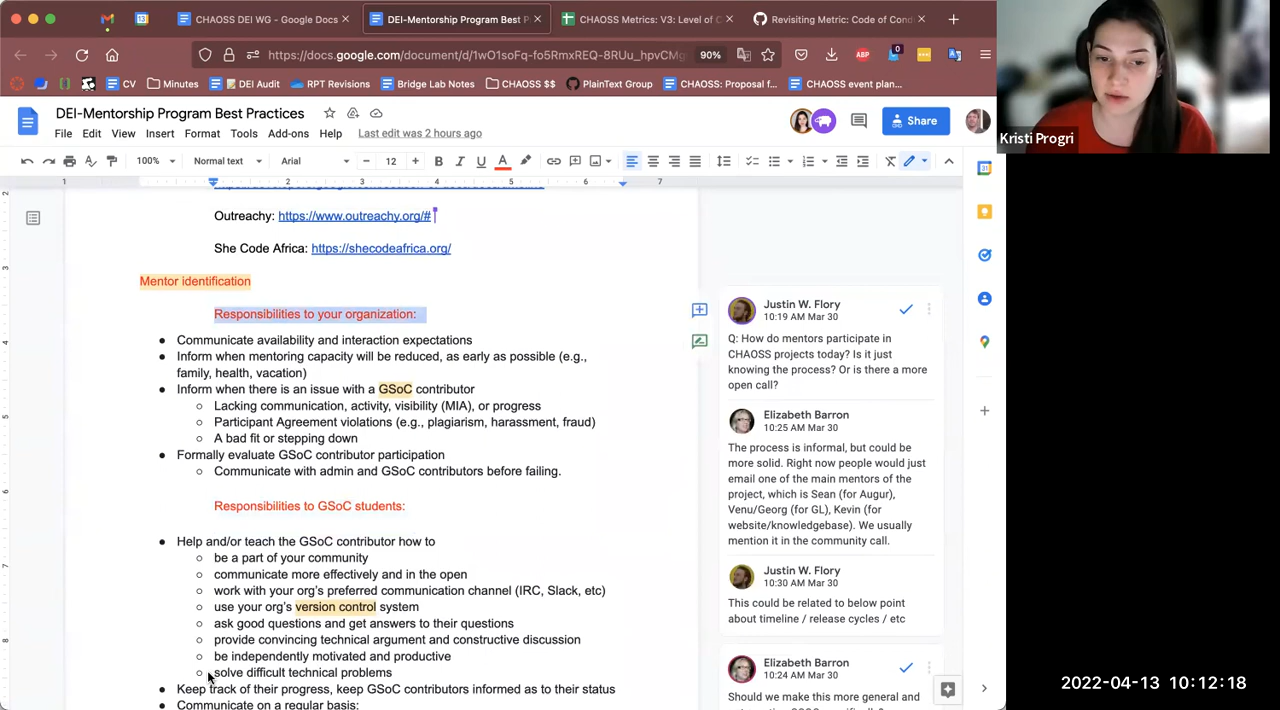 CHAOSS DEI WG - Google Docs
DEI-Mentorship Program Best P
CHAOSS Metrics: V3: Level of C
Revisiting Metric: Code of Cond
https://docs.google.com/document/d/1wO1soFq-fo5RmxREQ-8RUu_hpvCMg
90%
CV
Minutes
DEI Audit
RPT Revisions
Bridge Lab Notes
CHAOSS $$
PlainText Group
CHAOSS: Proposal f…
CHAOSS event plan…
DEI-Mentorship Program Best Practices
File Edit View Insert Format Tools Add-ons Help Last edit was 2 hours ago
Share
100% Normal text Arial 12
Kristi Progri
Outreachy: https://www.outreachy.org/#
She Code Africa: https://shecodeafrica.org/
Mentor identification
Responsibilities to your organization:
Communicate availability and interaction expectations
Inform when mentoring capacity will be reduced, as early as possible (e.g.,
family, health, vacation)
Inform when there is an issue with a GSoC contributor
Lacking communication, activity, visibility (MIA), or progress
Participant Agreement violations (e.g., plagiarism, harassment, fraud)
A bad fit or stepping down
Formally evaluate GSoC contributor participation
Communicate with admin and GSoC contributors before failing.
Responsibilities to GSoC students:
Help and/or teach the GSoC contributor how to
be a part of your community
communicate more effectively and in the open
work with your org's preferred communication channel (IRC, Slack, etc)
use your org's version control system
ask good questions and get answers to their questions
provide convincing technical argument and constructive discussion
be independently motivated and productive
solve difficult technical problems
Keep track of their progress, keep GSoC contributors informed as to their status
Communicate on a regular basis:
Justin W. Flory
10:19 AM Mar 30
Q: How do mentors participate in
CHAOSS projects today? Is it just
knowing the process? Or is there a more
open call?
Elizabeth Barron
10:25 AM Mar 30
The process is informal, but could be
more solid. Right now people would just
email one of the main mentors of the
project, which is Sean (for Augur),
Venu/Georg (for GL), Kevin (for
website/knowledgebase). We usually
mention it in the community call.
Justin W. Flory
10:30 AM Mar 30
This could be related to below point
about timeline / release cycles / etc
Elizabeth Barron
10:24 AM Mar 30
Should we make this more general and
2022-04-13 10:12:18